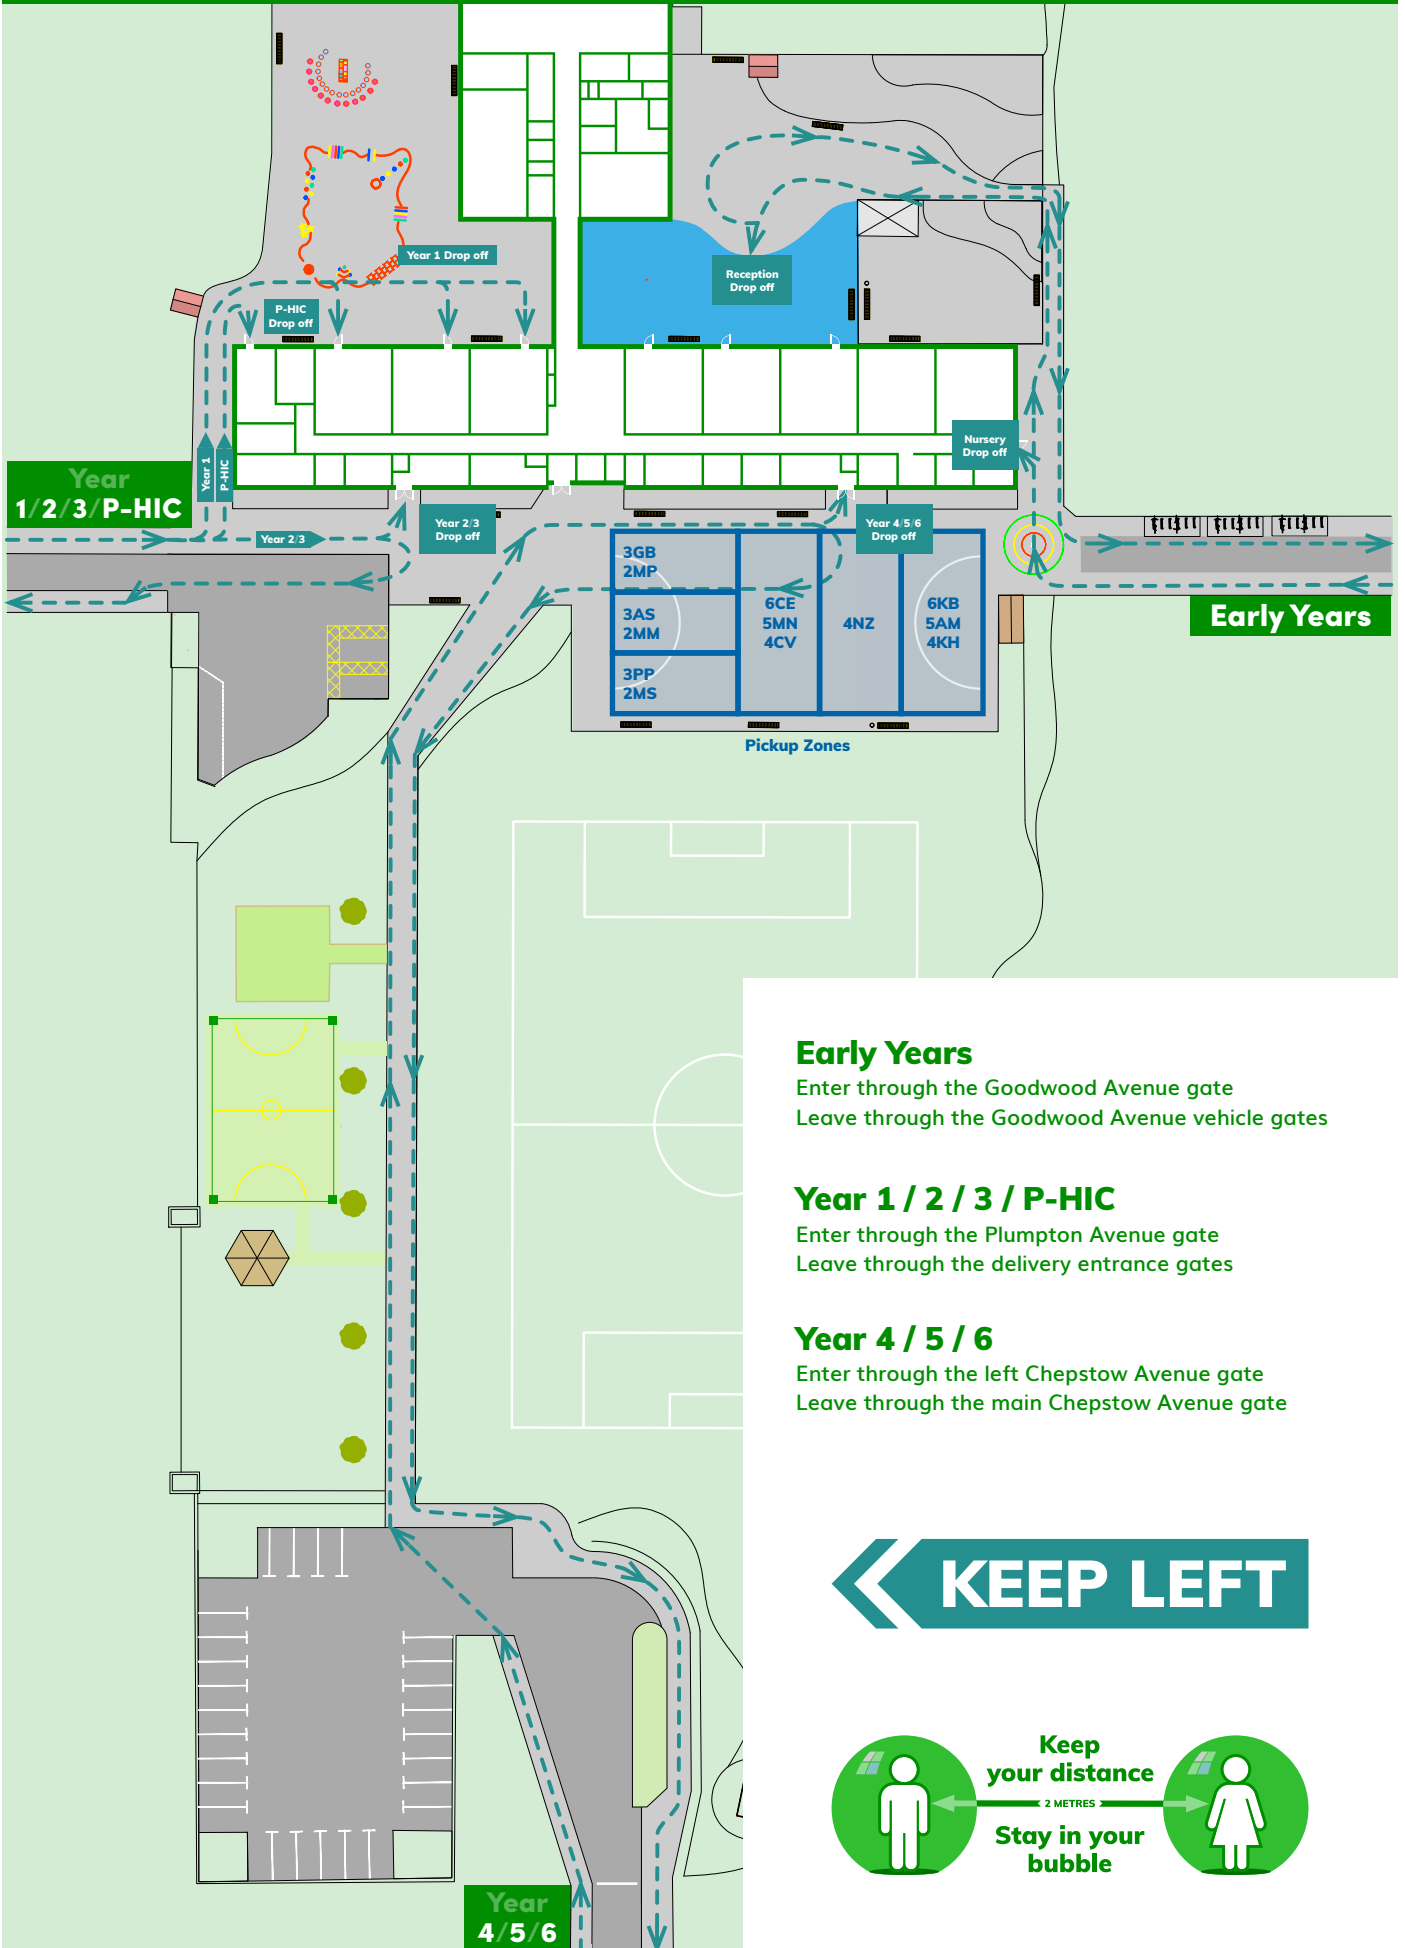 Year 1 Drop off
P-HIC
Drop off
Reception
Drop off
Nursery
Drop off
Year 1
P-HIC
Year
1/2/3/P-HIC
Year 2/3
Year 2/3
Drop off
Year 4/5/6
Drop off
3GB
2MP
3AS
2MM
3PP
2MS
6CE
5MN
4CV
4NZ
6KB
5AM
4KH
Early Years
Pickup Zones
Early Years
Enter through the Goodwood Avenue gate
Leave through the Goodwood Avenue vehicle gates
Year 1 / 2 / 3 / P-HIC
Enter through the Plumpton Avenue gate
Leave through the delivery entrance gates
Year 4 / 5 / 6
Enter through the left Chepstow Avenue gate
Leave through the main Chepstow Avenue gate
KEEP LEFT
Keep
your distance
2 METRES
Stay in your
bubble
Year
4/5/6